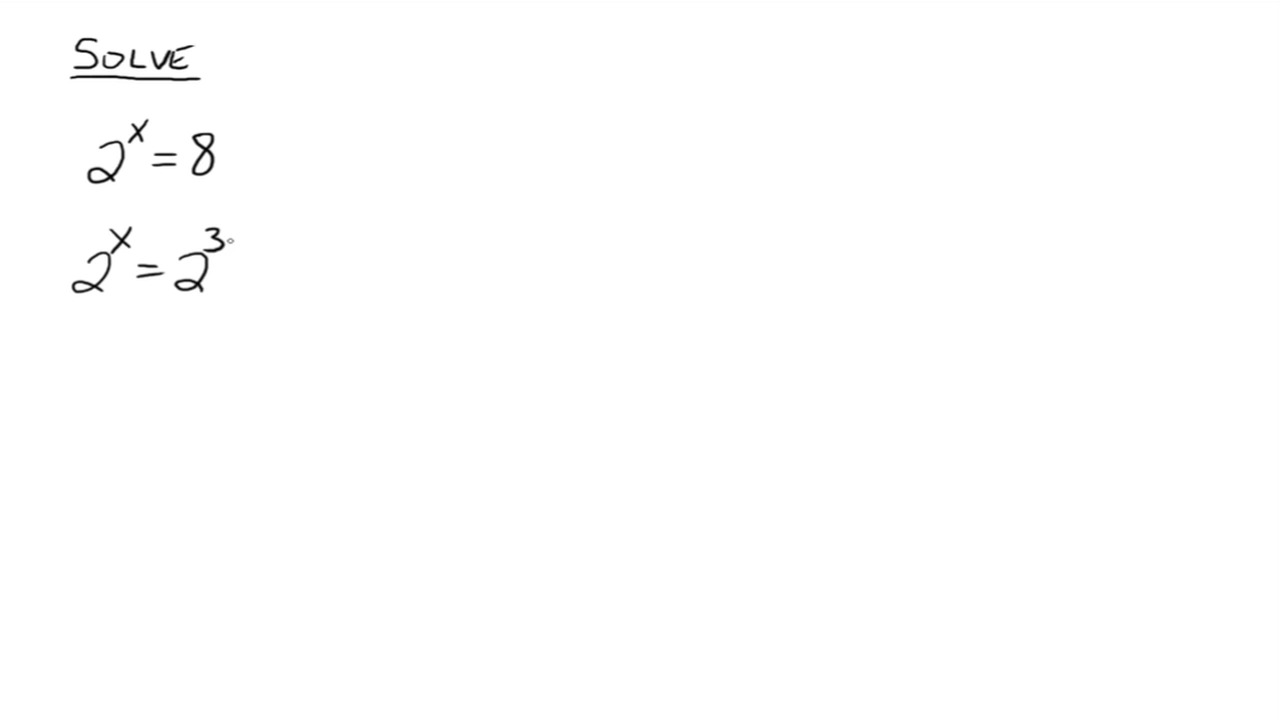 SOLVE
2^x = 8
2^x = 2^3